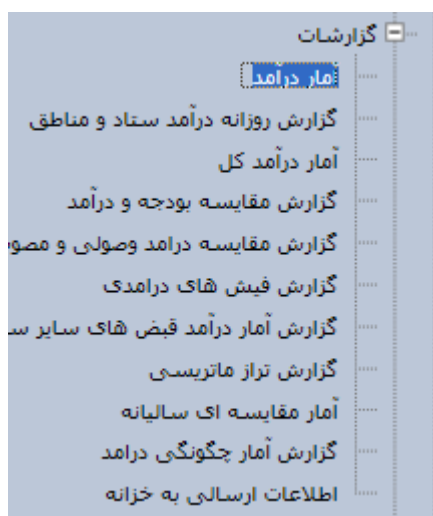 گزارشات
آمار درآمد
گزارش روزانه درآمد ستاد و مناطق
آمار درآمد کل
گزارش مقایسه بودجه و درآمد
گزارش مقایسه درامد وصولی و
گزارش فیش های درامدی
گزارش آمار درآمد قبض های سایر
گزارش تراز ماتریسی
آمار مقایسه ای سالیانه
گزارش آمار چگونگی درامد
اطلاعات ارسالی به خزانه